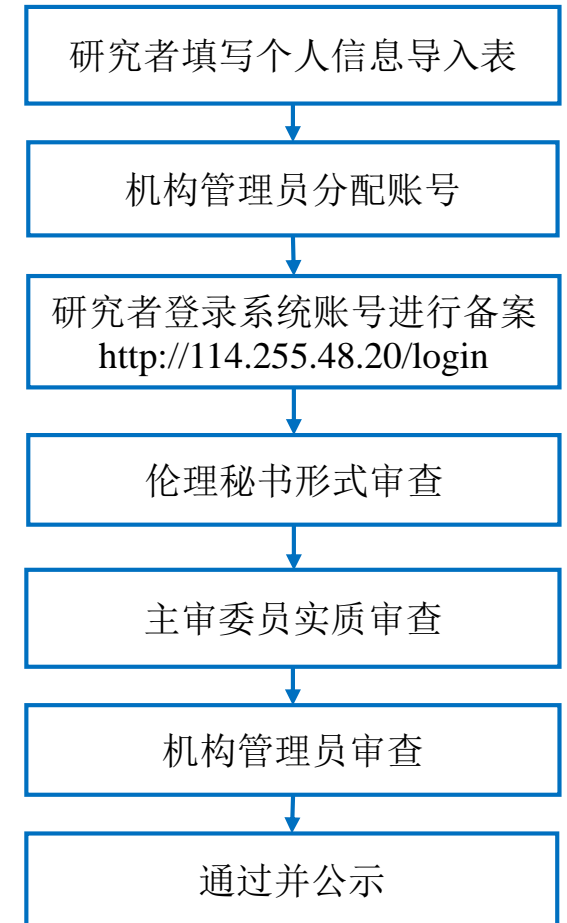 研究者填写个人信息导入表
机构管理员分配账号
研究者登录系统账号进行备案
http://114.255.48.20/login
伦理秘书形式审查
主审委员实质审查
机构管理员审查
通过并公示